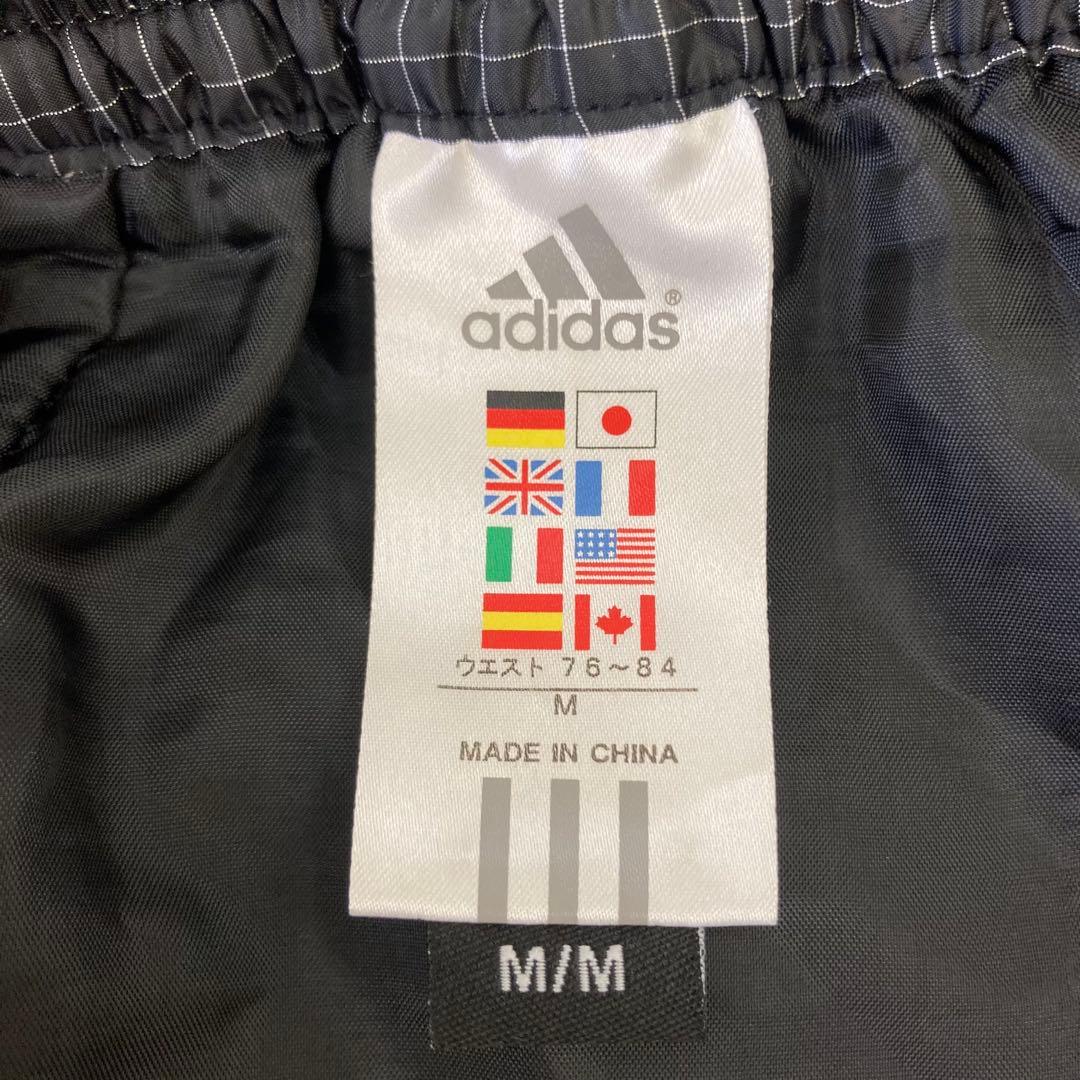 adidas®
ウエスト 76～84
M
MADE IN CHINA
M/M